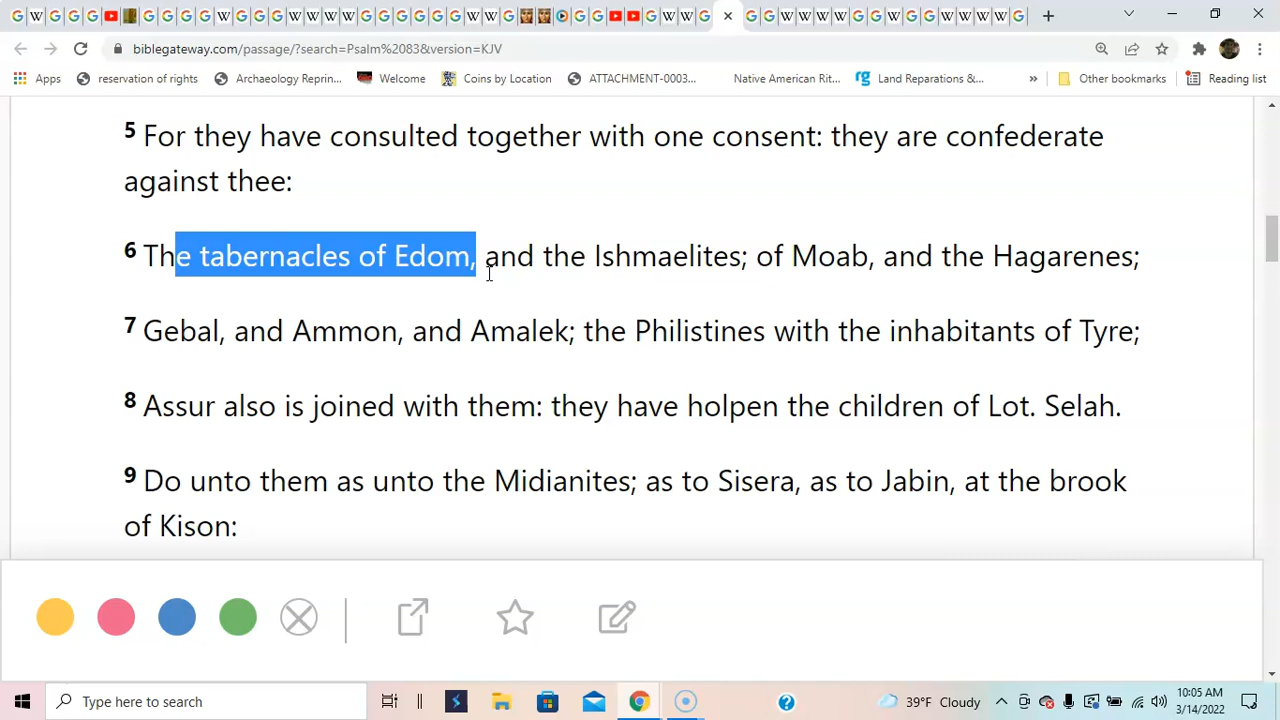 biblegateway.com/passage/?search=Psalm%2083&version=KJV
Apps reservation of rights Archaeology Reprin... Welcome Coins by Location ATTACHMENT-0003... Native American Rit... Land Reparations &... » Other bookmarks Reading list
5 For they have consulted together with one consent: they are confederate
against thee:
6 The tabernacles of Edom, and the Ishmaelites; of Moab, and the Hagarenes;
7 Gebal, and Ammon, and Amalek; the Philistines with the inhabitants of Tyre;
8 Assur also is joined with them: they have holpen the children of Lot. Selah.
9 Do unto them as unto the Midianites; as to Sisera, as to Jabin, at the brook
of Kison:
Type here to search
39°F Cloudy
10:05 AM
3/14/2022